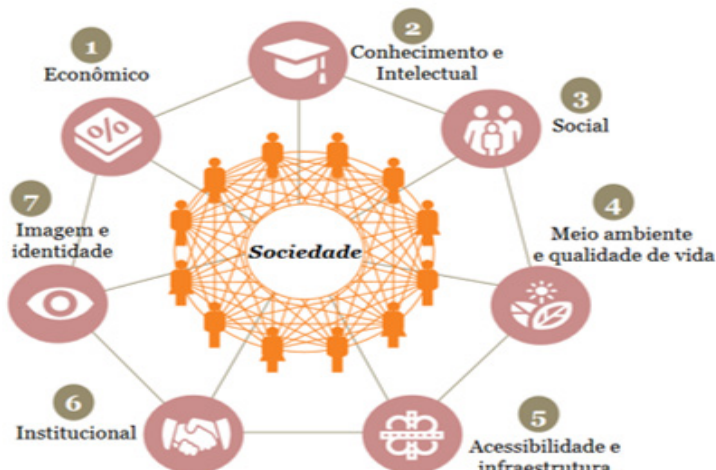 1
Econômico
%
2
Conhecimento e
Intelectual
3
Social
4
Meio ambiente
e qualidade de vida
5
Acessibilidade e
infraestrutura
6
Institucional
7
Imagem e
identidade
Sociedade